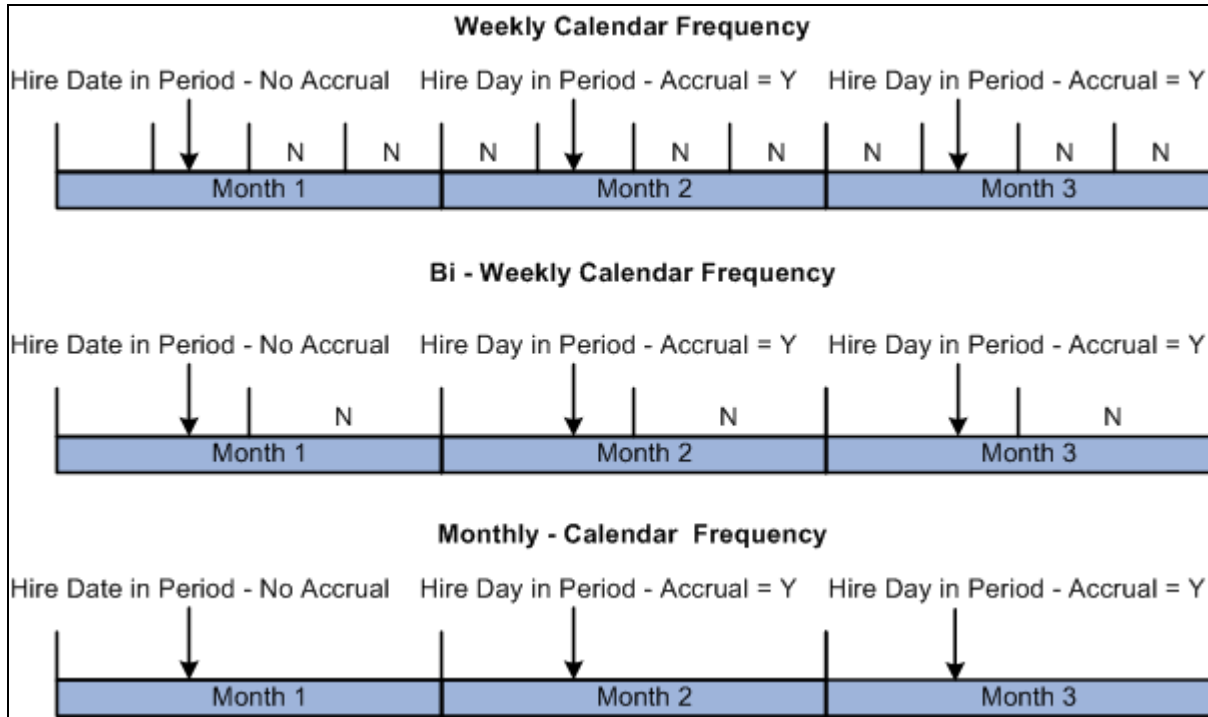 Weekly Calendar Frequency
Hire Date in Period - No Accrual Hire Day in Period - Accrual = Y Hire Day in Period - Accrual = Y
N N N N N N N N
Month 1 Month 2 Month 3
Bi - Weekly Calendar Frequency
Hire Date in Period - No Accrual Hire Day in Period - Accrual = Y Hire Day in Period - Accrual = Y
N N N
Month 1 Month 2 Month 3
Monthly - Calendar Frequency
Hire Date in Period - No Accrual Hire Day in Period - Accrual = Y Hire Day in Period - Accrual = Y
Month 1 Month 2 Month 3